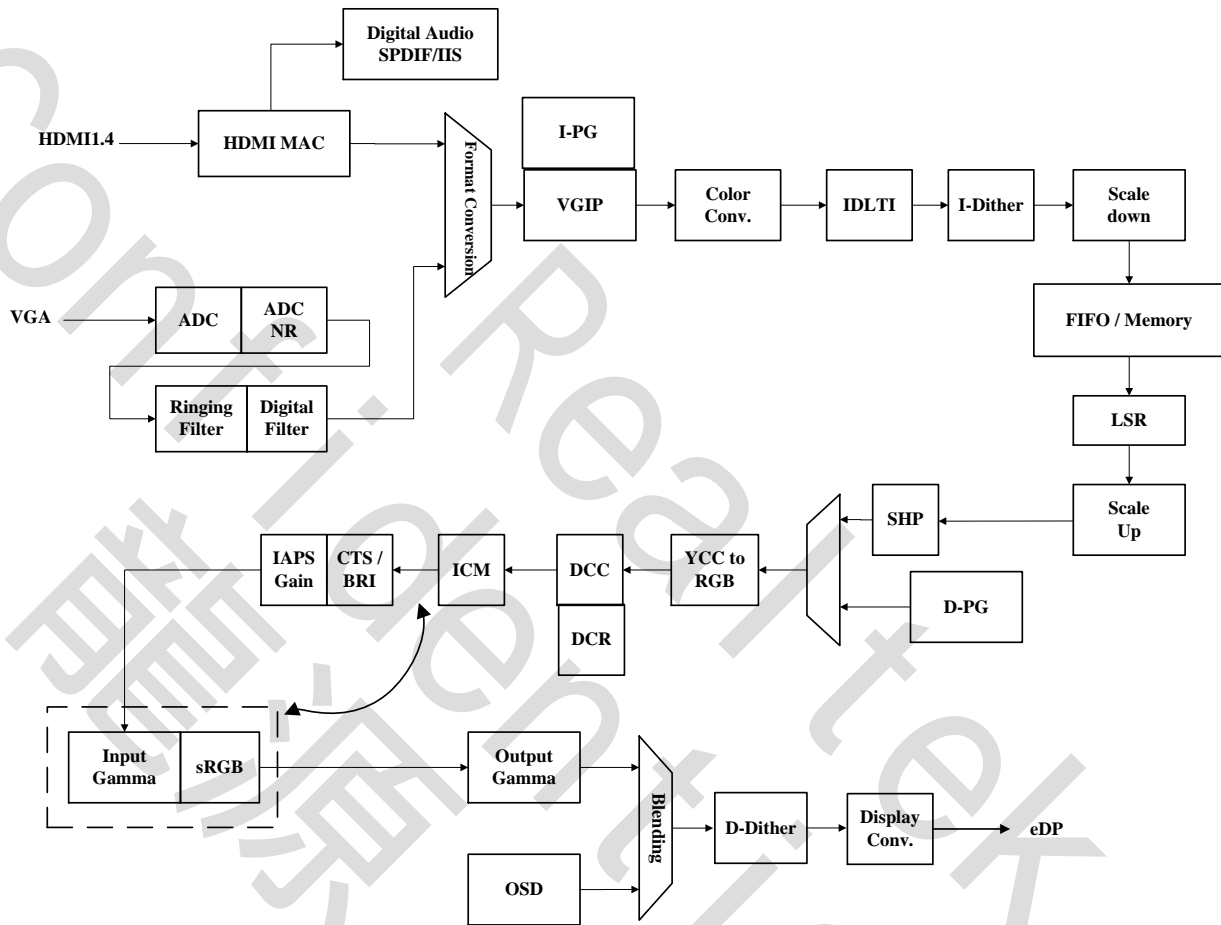 Digital Audio
SPDIF/IIS
HDMI1.4
HDMI MAC
Format Conversion
I-PG
VGIP
Color
Conv.
IDLTI
I-Dither
Scale
down
VGA
ADC
ADC
NR
FIFO / Memory
Ringing
Filter
Digital
Filter
LSR
Scale
Up
SHP
D-PG
YCC to
RGB
DCC
DCR
ICM
CTS /
BRI
IAPS
Gain
Input
Gamma
sRGB
Output
Gamma
Blending
OSD
D-Dither
Display
Conv.
eDP
Realtek
Confidenti